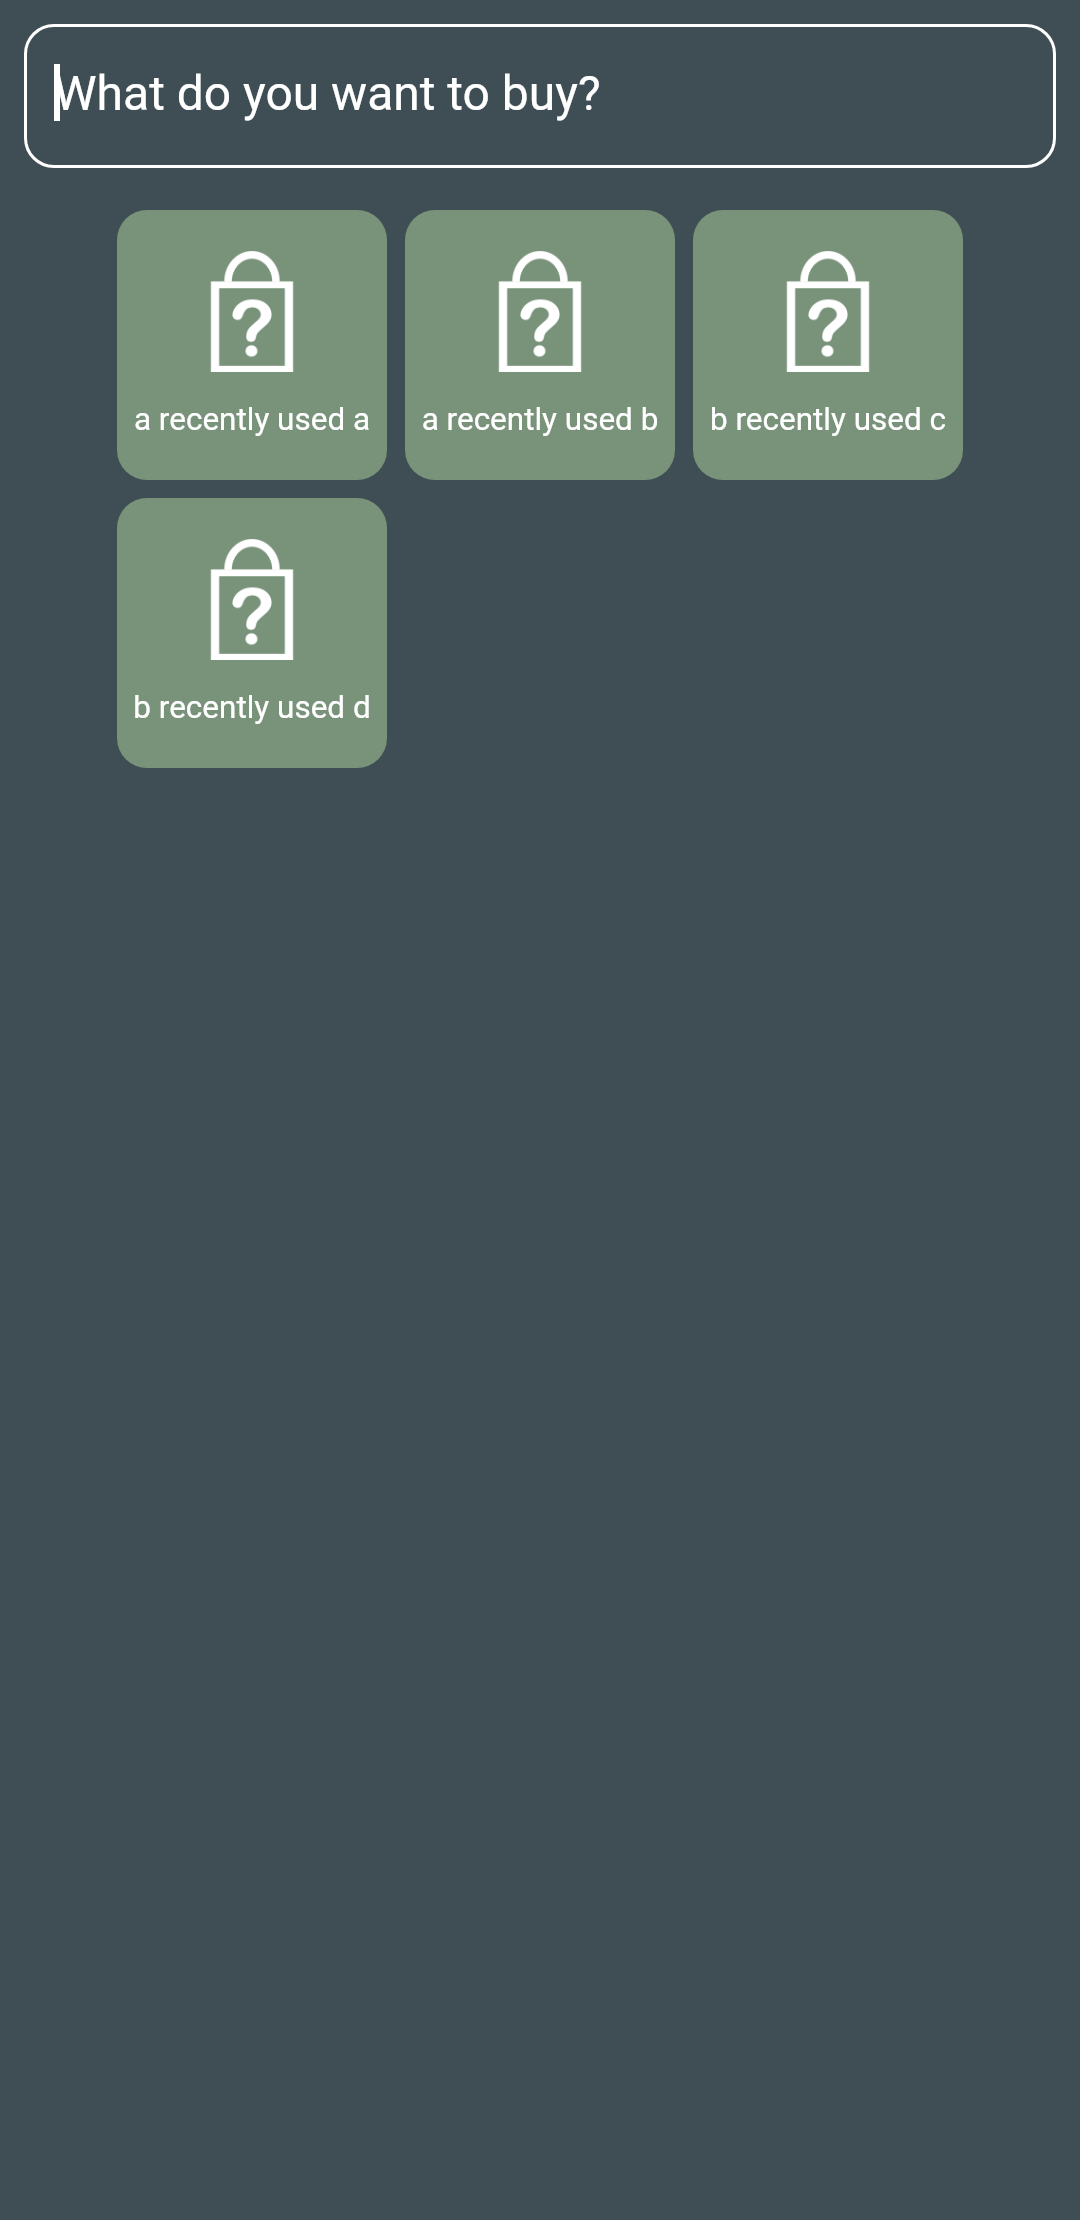 What do you want to buy?
?
?
?
a recently used a
a recently used b
b recently used c
?
b recently used d